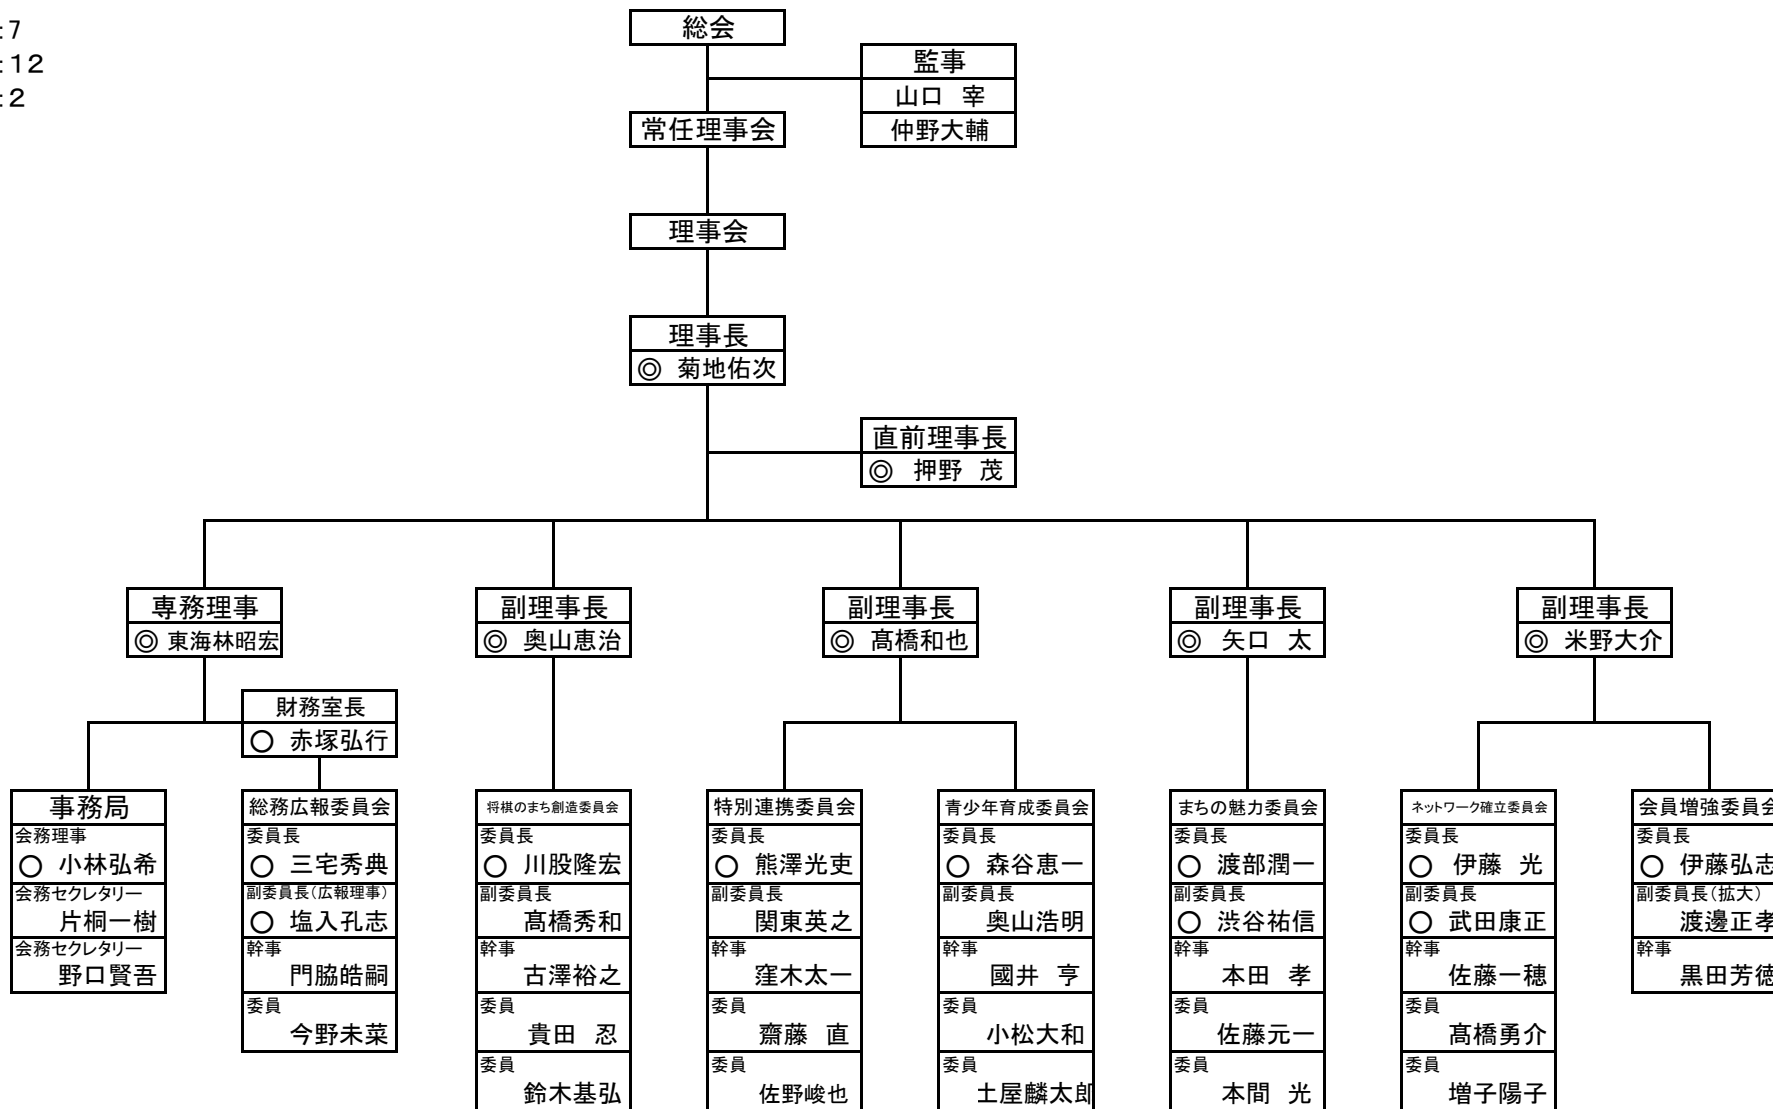 :7
:12
:2
総会
監事
山口 宰
仲野大輔
常任理事会
理事会
理事長
◎ 菊地佑次
直前理事長
◎ 押野 茂
専務理事
◎ 東海林昭宏
副理事長
◎ 奥山恵治
副理事長
◎ 髙橋和也
副理事長
◎ 矢口 太
副理事長
◎ 米野大介
財務室長
○ 赤塚弘行
事務局
会務理事
○ 小林弘希
会務セクレタリー
片桐一樹
会務セクレタリー
野口賢吾
総務広報委員会
委員長
○ 三宅秀典
副委員長(広報理事)
○ 塩入孔志
幹事
門脇皓嗣
委員
今野未菜
将棋のまち創造委員会
委員長
○ 川股隆宏
副委員長
髙橋秀和
幹事
古澤裕之
委員
貴田 忍
委員
鈴木基弘
特別連携委員会
委員長
○ 熊澤光吏
副委員長
関東英之
幹事
窪木太一
委員
齋藤 直
委員
佐野峻也
青少年育成委員会
委員長
○ 森谷恵一
副委員長
奥山浩明
幹事
國井 亨
委員
小松大和
委員
土屋麟太郎
まちの魅力委員会
委員長
○ 渡部潤一
副委員長
○ 渋谷祐信
幹事
本田 孝
委員
佐藤元一
委員
本間 光
ネットワーク確立委員会
委員長
○ 伊藤 光
副委員長
○ 武田康正
幹事
佐藤一穂
委員
髙橋勇介
委員
増子陽子
会員増強委員会
委員長
○ 伊藤弘志
副委員長(拡大)
渡邊正孝
幹事
黒田芳徳